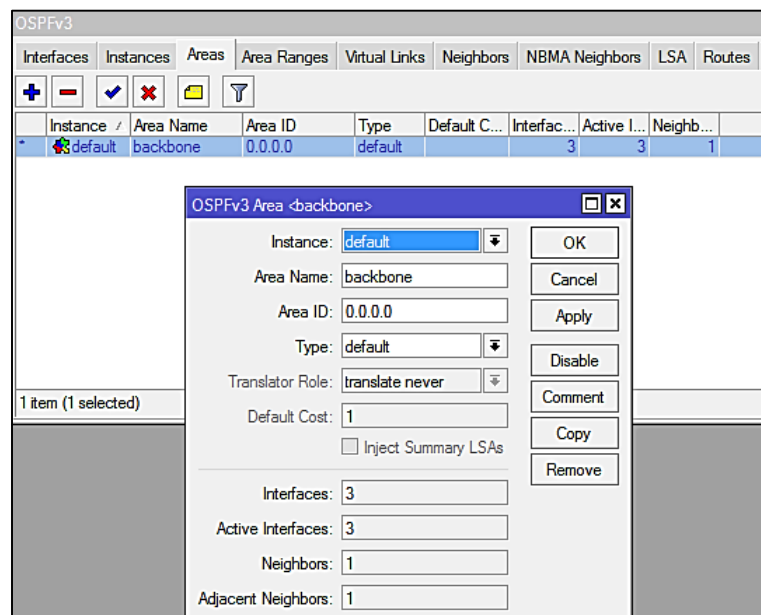 OSPFv3
Interfaces Instances Areas Area Ranges Virtual Links Neighbors NBMA Neighbors LSA Routes
Instance Area Name Area ID Type Default C... Interfac... Active I... Neighb...
* default backbone 0.0.0.0 default 3 3 1
OSPFv3 Area <backbone>
Instance: default OK
Area Name: backbone Cancel
Area ID: 0.0.0.0 Apply
Type: default Disable
Translator Role: translate never Comment
1 item (1 selected)
Default Cost: 1 Copy
Inject Summary LSAs Remove
Interfaces: 3
Active Interfaces: 3
Neighbors: 1
Adjacent Neighbors: 1